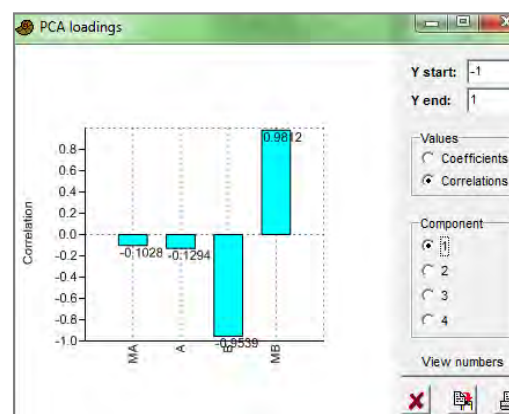 PCA loadings
Y start: -1
Y end: 1
Values
Coefficients
Correlations
Component
1
2
3
4
View numbers
Correlation
0.8
0.6
0.4
0.2
0.0
-0.2
-0.4
-0.6
-0.8
-1.0
-0.1028
-0.1294
-0.9539
0.9812
MA
A
B
MB